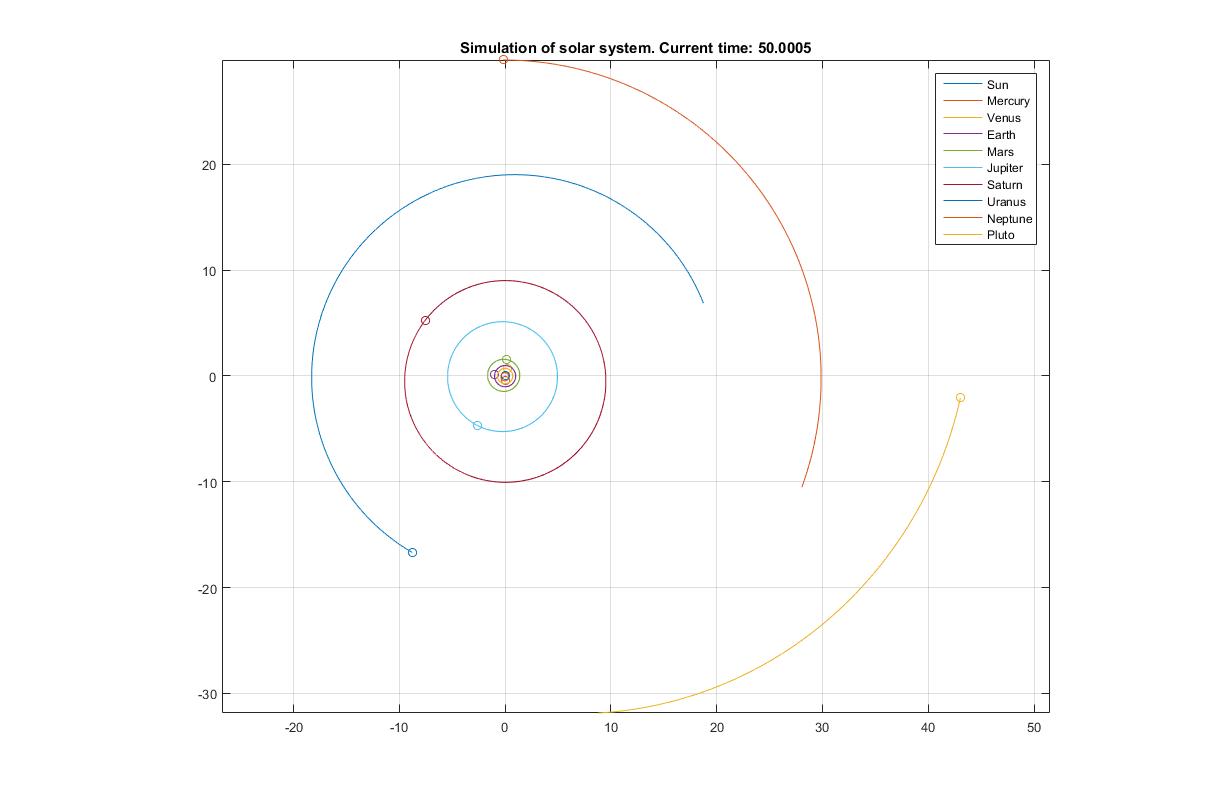 Simulation of solar system. Current time: 50.0005
Sun
Mercury
Venus
Earth
Mars
Jupiter
Saturn
Uranus
Neptune
Pluto
20
10
0
-10
-20
-30
-20
-10
0
10
20
30
40
50